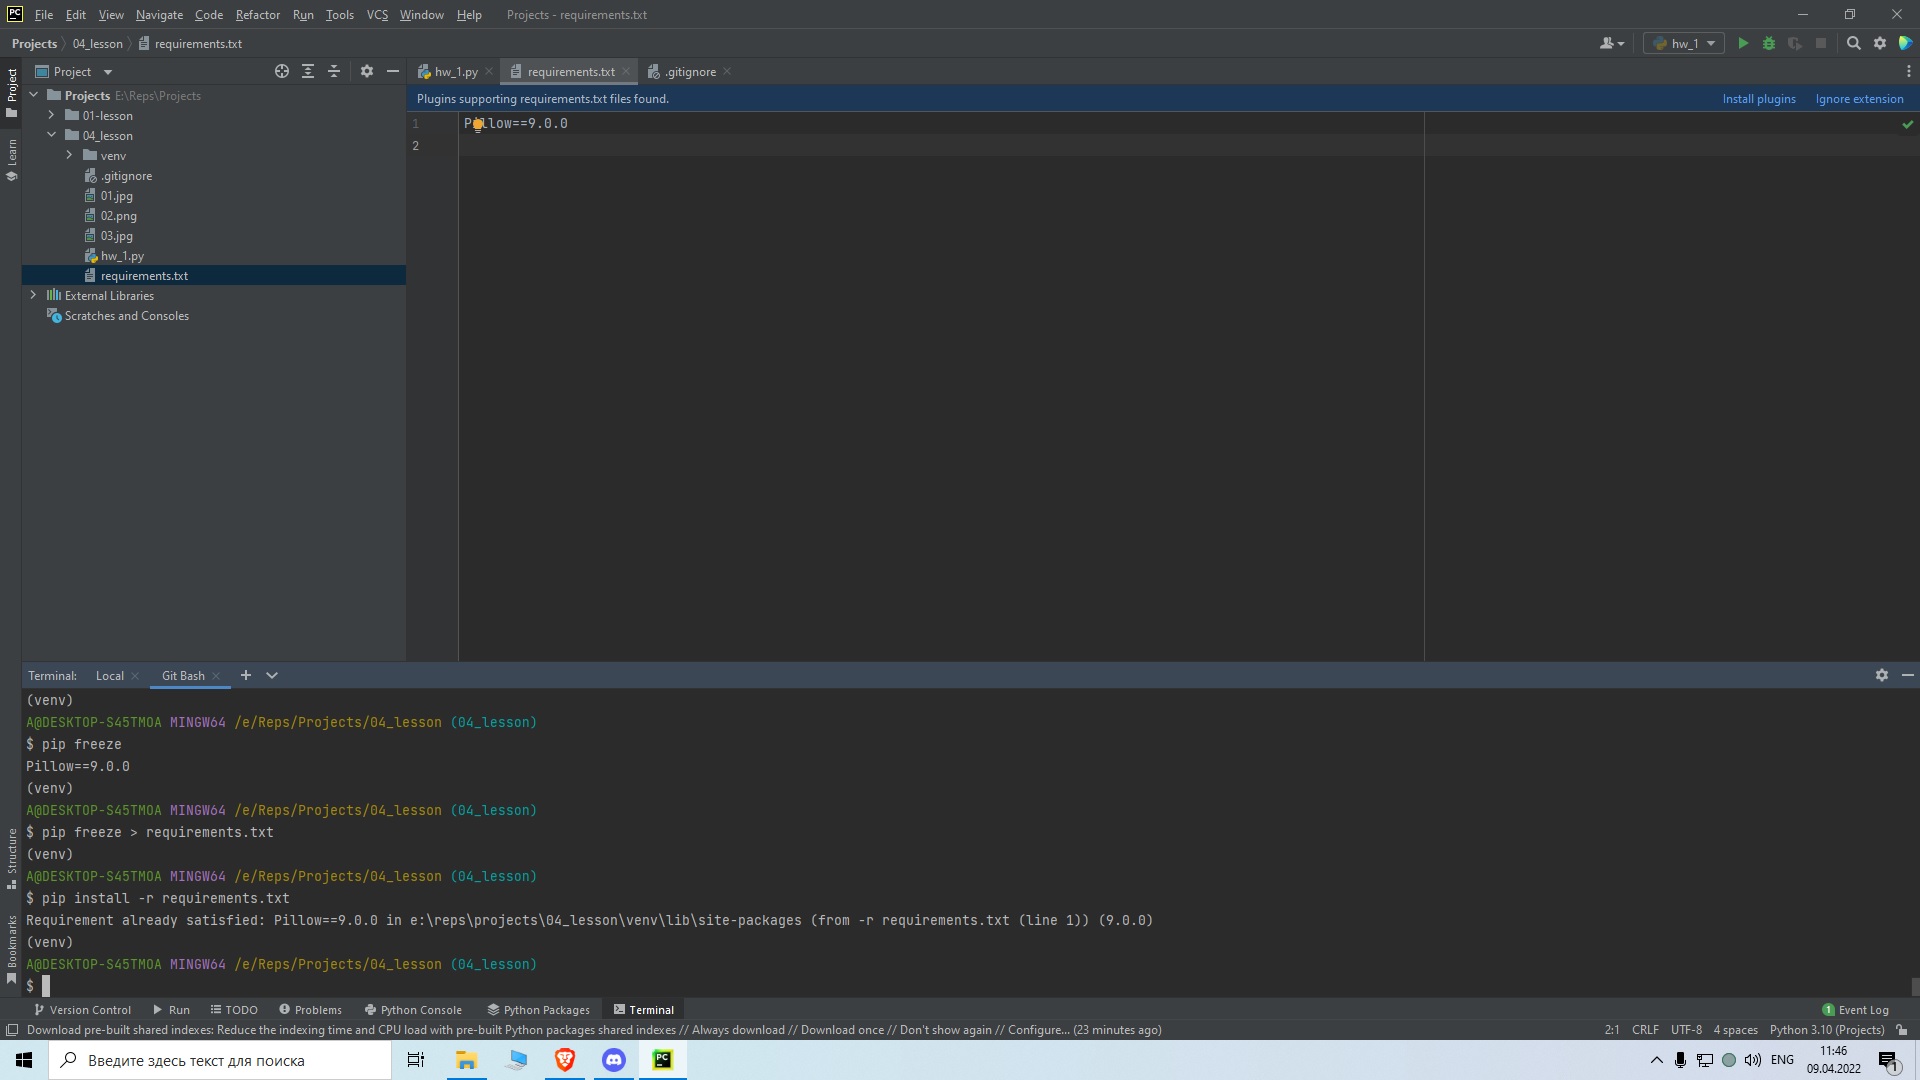 PC File Edit View Navigate Code Refactor Run Tools VCS Window Help Projects - requirements.txt
Projects 04_lesson requirements.txt hw_1
Project hw_1.py requirements.txt .gitignore
Project
Plugins supporting requirements.txt files found. Install plugins Ignore extension
Projects E:\Reps\Projects
01-lesson
04_lesson
venv
.gitignore
01.jpg
02.png
03.jpg
hw_1.py
requirements.txt
External Libraries
Scratches and Consoles
Learn
1 Pillow==9.0.0
2
Terminal: Local Git Bash
(venv)
A@DESKTOP-S45TMOA MINGW64 /e/Reps/Projects/04_lesson (04_lesson)
$ pip freeze
Pillow==9.0.0
(venv)
A@DESKTOP-S45TMOA MINGW64 /e/Reps/Projects/04_lesson (04_lesson)
$ pip freeze > requirements.txt
(venv)
A@DESKTOP-S45TMOA MINGW64 /e/Reps/Projects/04_lesson (04_lesson)
$ pip install -r requirements.txt
Requirement already satisfied: Pillow==9.0.0 in e:\reps\projects\04_lesson\venv\lib\site-packages (from -r requirements.txt (line 1)) (9.0.0)
(venv)
A@DESKTOP-S45TMOA MINGW64 /e/Reps/Projects/04_lesson (04_lesson)
$
Structure
Bookmarks
Version Control Run TODO Problems Python Console Python Packages Terminal 1 Event Log
Download pre-built shared indexes: Reduce the indexing time and CPU load with pre-built Python packages shared indexes // Always download // Download once // Don't show again // Configure... (23 minutes ago) 2:1 CRLF UTF-8 4 spaces Python 3.10 (Projects)
Введите здесь текст для поиска PC ENG 11:46
09.04.2022 1